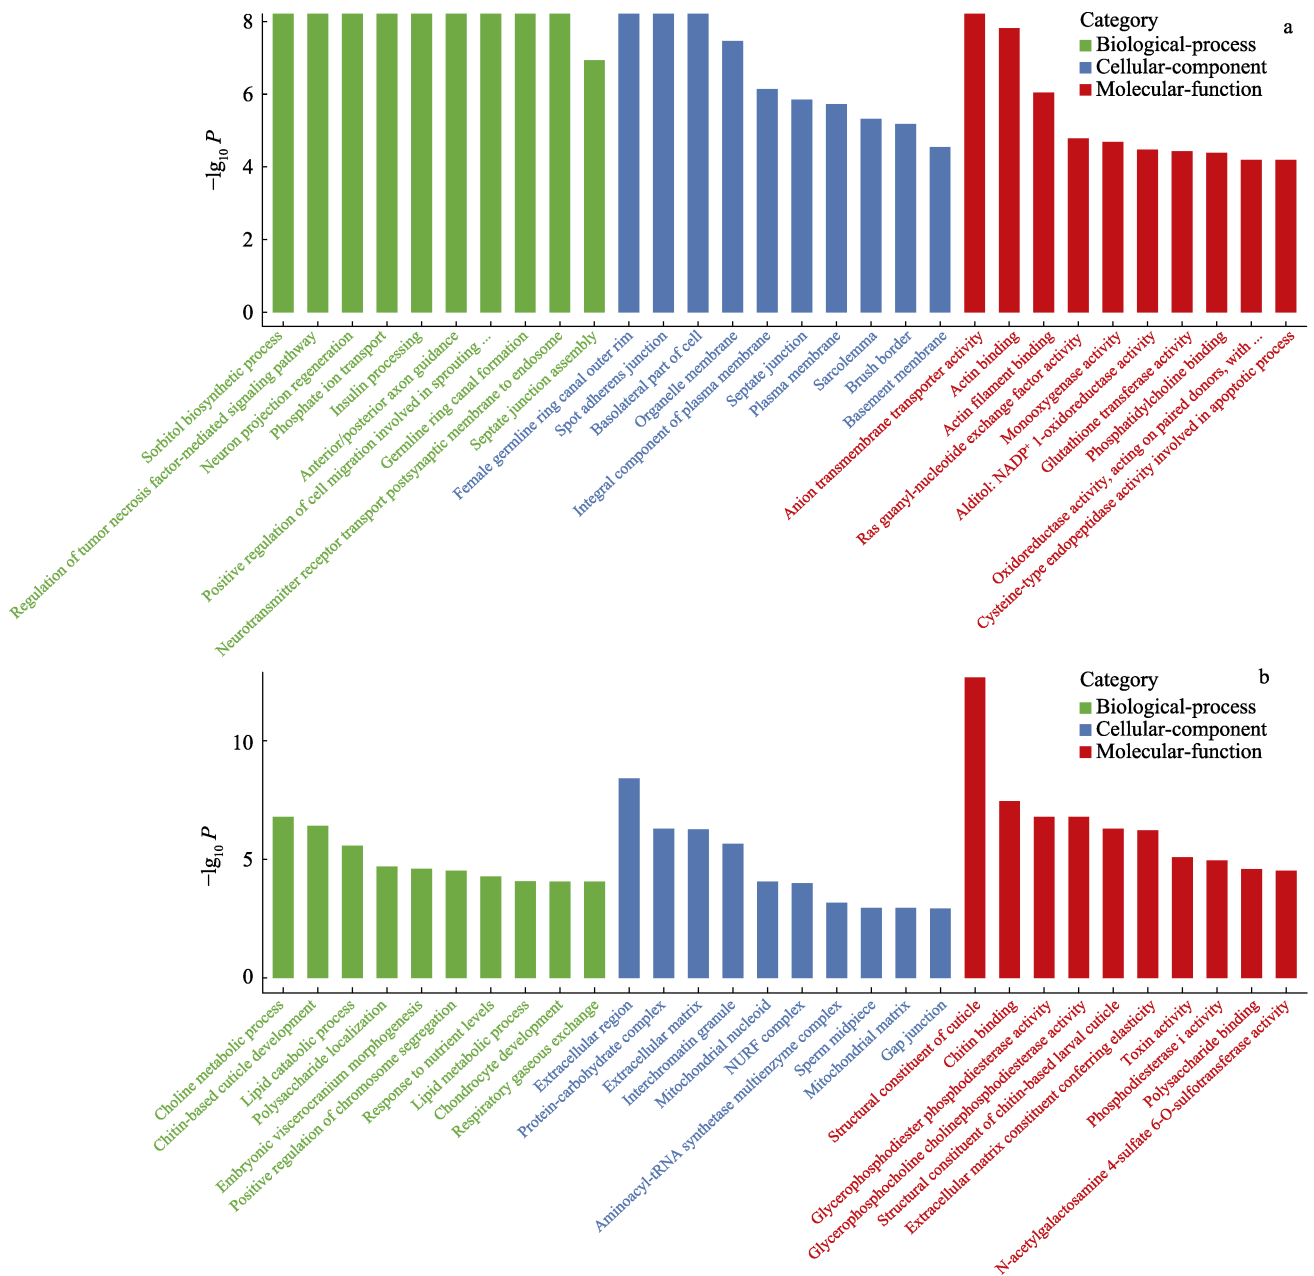 a
Category
Biological-process
Cellular-component
Molecular-function
8
6
4
2
0
−lg10 P
Sorbitol biosynthetic process
Regulation of tumor necrosis factor-mediated signaling pathway
Neuron projection regeneration
Phosphate ion transport
Insulin processing
Anterior/posterior axon guidance
Positive regulation of cell migration involved in sprouting ...
Germline ring canal formation
Neurotransmitter receptor transport postsynaptic membrane to endosome
Septate junction assembly
Female germline ring canal outer rim
Spot adherens junction
Basolateral part of cell
Organelle membrane
Integral component of plasma membrane
Septate junction
Plasma membrane
Sarcolemma
Brush border
Basement membrane
Anion transmembrane transporter activity
Actin binding
Actin filament binding
Ras guanyl-nucleotide exchange factor activity
Monooxygenase activity
Alditol: NADP+ 1-oxidoreductase activity
Glutathione transferase activity
Phosphatidylcholine binding
Oxidoreductase activity, acting on paired donors, with ...
Cysteine-type endopeptidase activity involved in apoptotic process
b
Category
Biological-process
Cellular-component
Molecular-function
10
5
0
−lg10 P
Choline metabolic process
Chitin-based cuticle development
Lipid catabolic process
Polysaccharide localization
Embryonic viscerocranium morphogenesis
Positive regulation of chromosome segregation
Response to nutrient levels
Lipid metabolic process
Chondrocyte development
Respiratory gaseous exchange
Extracellular region
Protein-carbohydrate complex
Extracellular matrix
Interchromatin granule
Mitochondrial nucleoid
NURF complex
Aminoacyl-tRNA synthetase multienzyme complex
Sperm midpiece
Mitochondrial matrix
Gap junction
Structural constituent of cuticle
Chitin binding
Glycerophosphodiester phosphodiesterase activity
Glycerophosphocholine cholinephosphodiesterase activity
Structural constituent of chitin-based larval cuticle
Extracellular matrix constituent conferring elasticity
Toxin activity
Phosphodiesterase i activity
Polysaccharide binding
N-acetylgalactosamine 4-sulfate 6-O-sulfotransferase activity